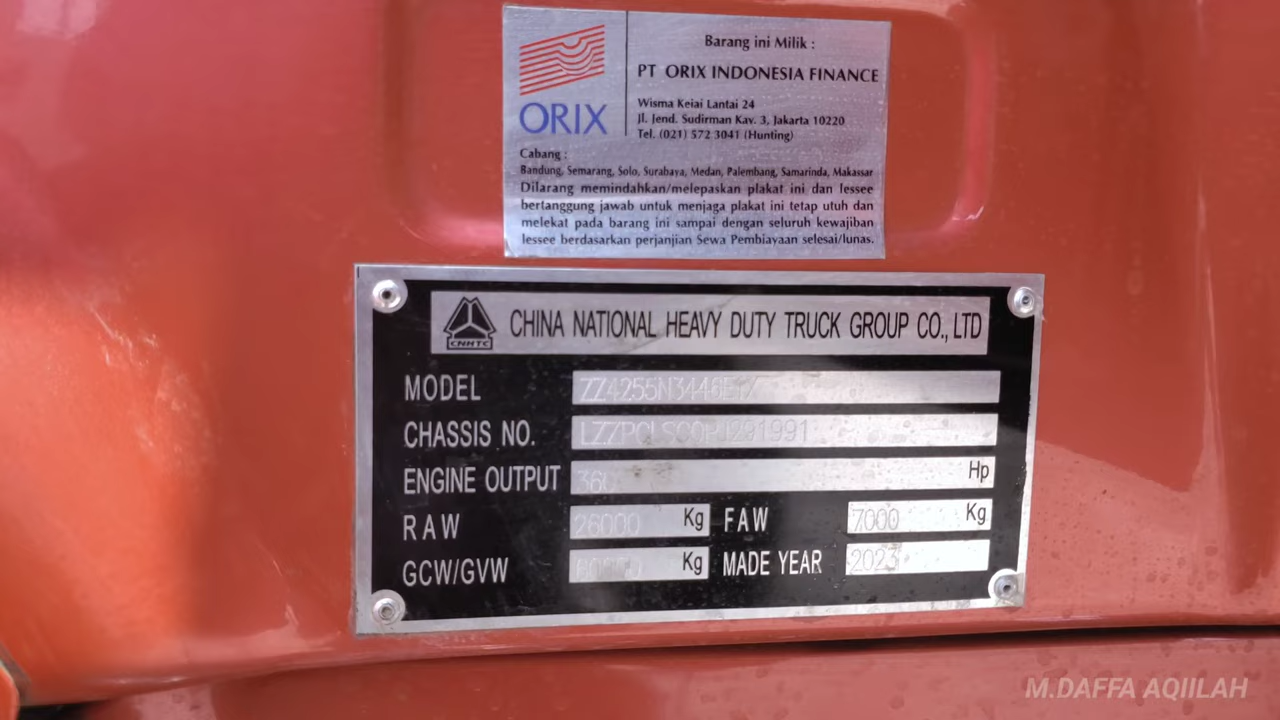 Barang ini Milik :
PT ORIX INDONESIA FINANCE
ORIX
Wisma Keiai Lantai 24
Jl. Jend. Sudirman Kav. 3, Jakarta 10220
Tel. (021) 572 3041 (Hunting)
Cabang :
Bandung, Semarang, Solo, Surabaya, Medan, Palembang, Samarinda, Makassar
Dilarang memindahkan/melepaskan plakat ini dan lessee
bertanggung jawab untuk menjaga plakat ini tetap utuh dan
melekat pada barang ini sampai dengan seluruh kewajiban
lessee berdasarkan perjanjian Sewa Pembiayaan selesai/lunas.
CNHTC
CHINA NATIONAL HEAVY DUTY TRUCK GROUP CO., LTD
MODEL
CHASSIS NO.
ENGINE OUTPUT 360 Hp
RAW 26000 Kg FAW 7000 Kg
GCW/GVW Kg MADE YEAR 2023
M.DAFFA AQIILAH